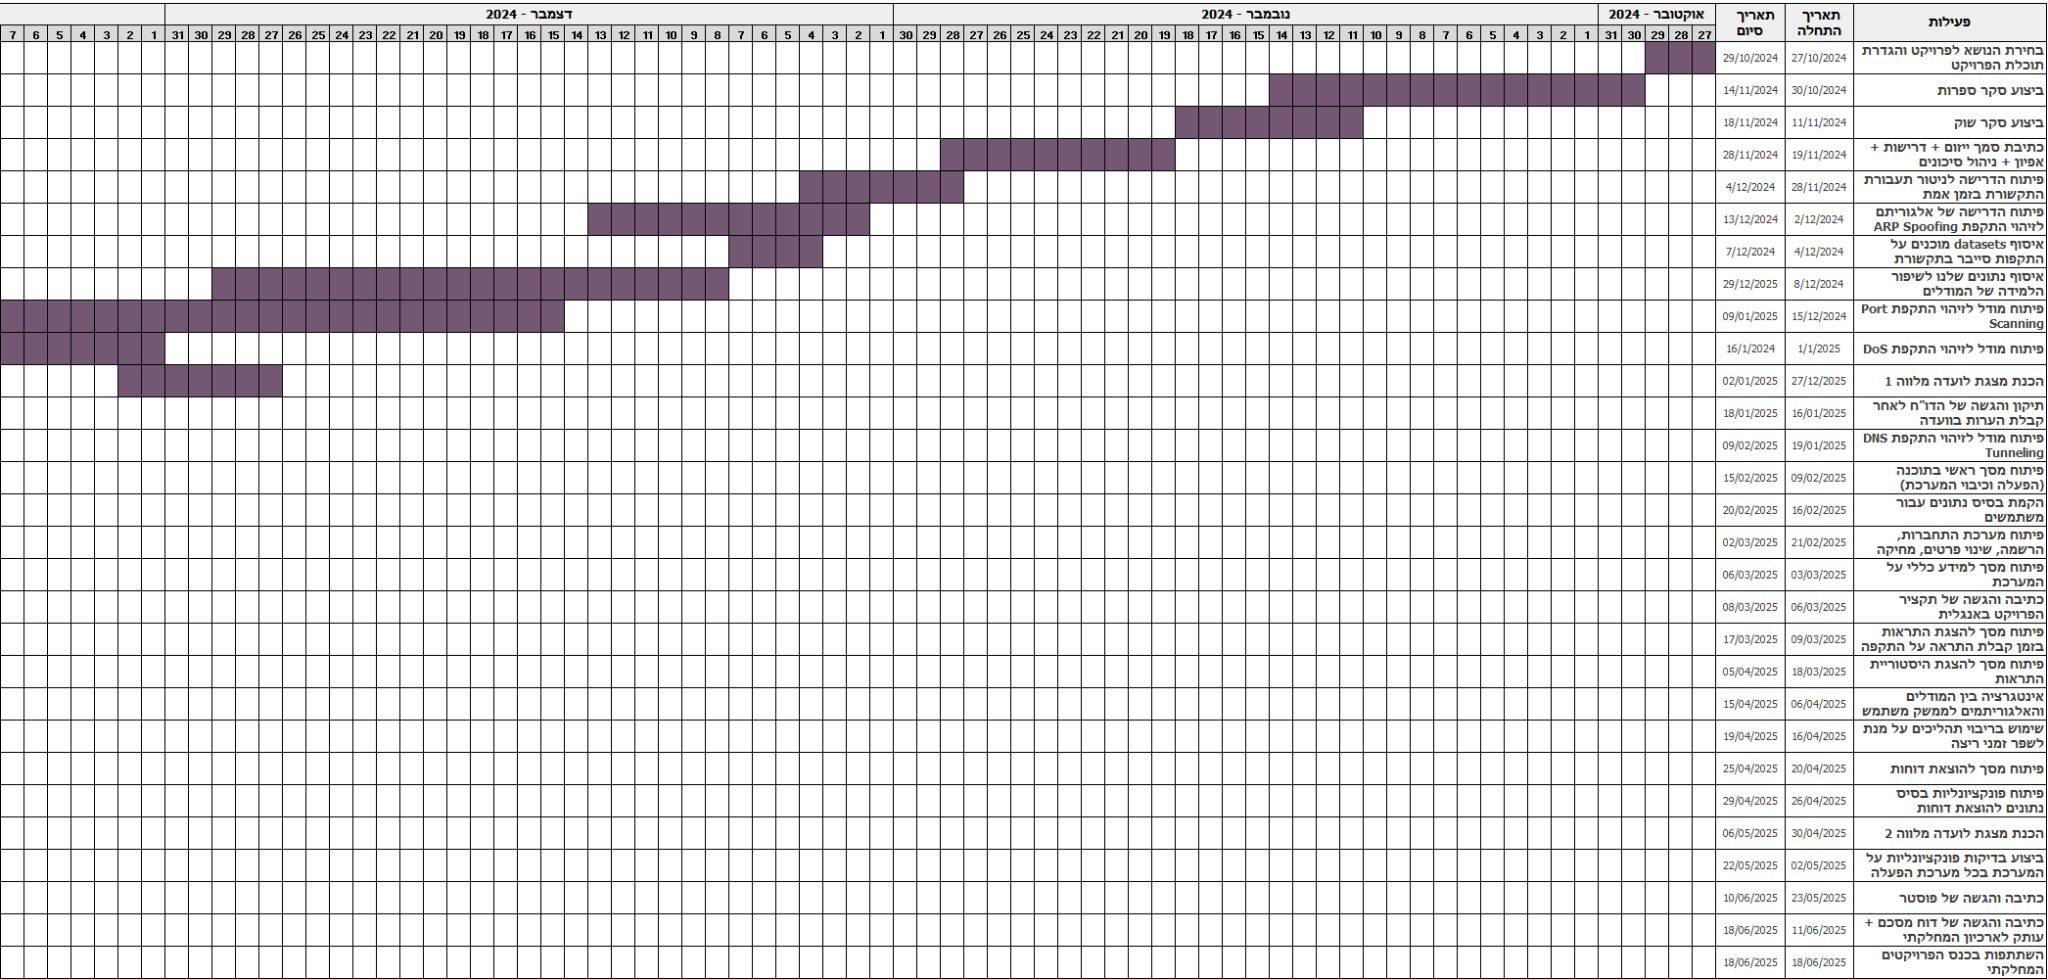 פעילות תאריך התחלה תאריך סיום אוקטובר - 2024 נובמבר - 2024 דצמבר - 2024
27 28 29 30 31 1 2 3 4 5 6 7 8 9 10 11 12 13 14 15 16 17 18 19 20 21 22 23 24 25 26 27 28 29 30 1 2 3 4 5 6 7 8 9 10 11 12 13 14 15 16 17 18 19 20 21 22 23 24 25 26 27 28 29 30 31 1 2 3 4 5 6 7
בחירת הנושא לפרויקט והגדרת
תוכלת הפרויקט
27/10/2024 29/10/2024
ביצוע סקר ספרות 30/10/2024 14/11/2024
ביצוע סקר שוק 11/11/2024 18/11/2024
כתיבת סמך ייזום + דרישות +
אפיון + ניהול סיכונים
19/11/2024 28/11/2024
פיתוח הדרישה לניטור תעבורת
התקשורת בזמן אמת
28/11/2024 4/12/2024
פיתוח הדרישה של אלגוריתם
לזיהוי התקפת ARP Spoofing
2/12/2024 13/12/2024
איסוף datasets מוכנים על
התקפות סייבר בתקשורת
4/12/2024 7/12/2024
איסוף נתונים שלנו לשיפור
הלמידה של המודלים
8/12/2024 29/12/2025
פיתוח מודל לזיהוי התקפת Port
Scanning
15/12/2024 09/01/2025
פיתוח מודל לזיהוי התקפת DoS 1/1/2025 16/1/2024
הכנת מצגת לועדה מלווה 1 27/12/2025 02/01/2025
תיקון והגשה של הדו"ח לאחר
קבלת הערות בוועדה
16/01/2025 18/01/2025
פיתוח מודל לזיהוי התקפת DNS
Tunneling
19/01/2025 09/02/2025
פיתוח מסך ראשי בתוכנה
(הפעלה וכיבוי המערכת)
09/02/2025 15/02/2025
הקמת בסיס נתונים עבור
משתמשים
16/02/2025 20/02/2025
פיתוח מערכת התחברות,
הרשמה, שינוי פרטים, מחיקה
21/02/2025 02/03/2025
פיתוח מסך למידע כללי על
המערכת
03/03/2025 06/03/2025
כתיבה והגשה של תקציר
הפרויקט באנגלית
06/03/2025 08/03/2025
פיתוח מסך להצגת התראות
בזמן קבלת התראה על התקפה
09/03/2025 17/03/2025
פיתוח מסך להצגת היסטוריית
התראות
18/03/2025 05/04/2025
אינטגרציה בין המודלים
והאלגוריתמים לממשק משתמש
06/04/2025 15/04/2025
שימוש בריבוי תהליכים על מנת
לשפר זמני ריצה
16/04/2025 19/04/2025
פיתוח מסך להוצאת דוחות 20/04/2025 25/04/2025
פיתוח פונקציונליות בסיס
נתונים להוצאת דוחות
26/04/2025 29/04/2025
הכנת מצגת לועדה מלווה 2 30/04/2025 06/05/2025
ביצוע בדיקות פונקציונליות על
המערכת בכל מערכת הפעלה
02/05/2025 22/05/2025
כתיבה והגשה של פוסטר 23/05/2025 10/06/2025
כתיבה והגשה של דוח מסכם +
עותק לארכיון המחלקתי
11/06/2025 18/06/2025
השתתפות בכנס הפרויקטים
המחלקתי
18/06/2025 18/06/2025